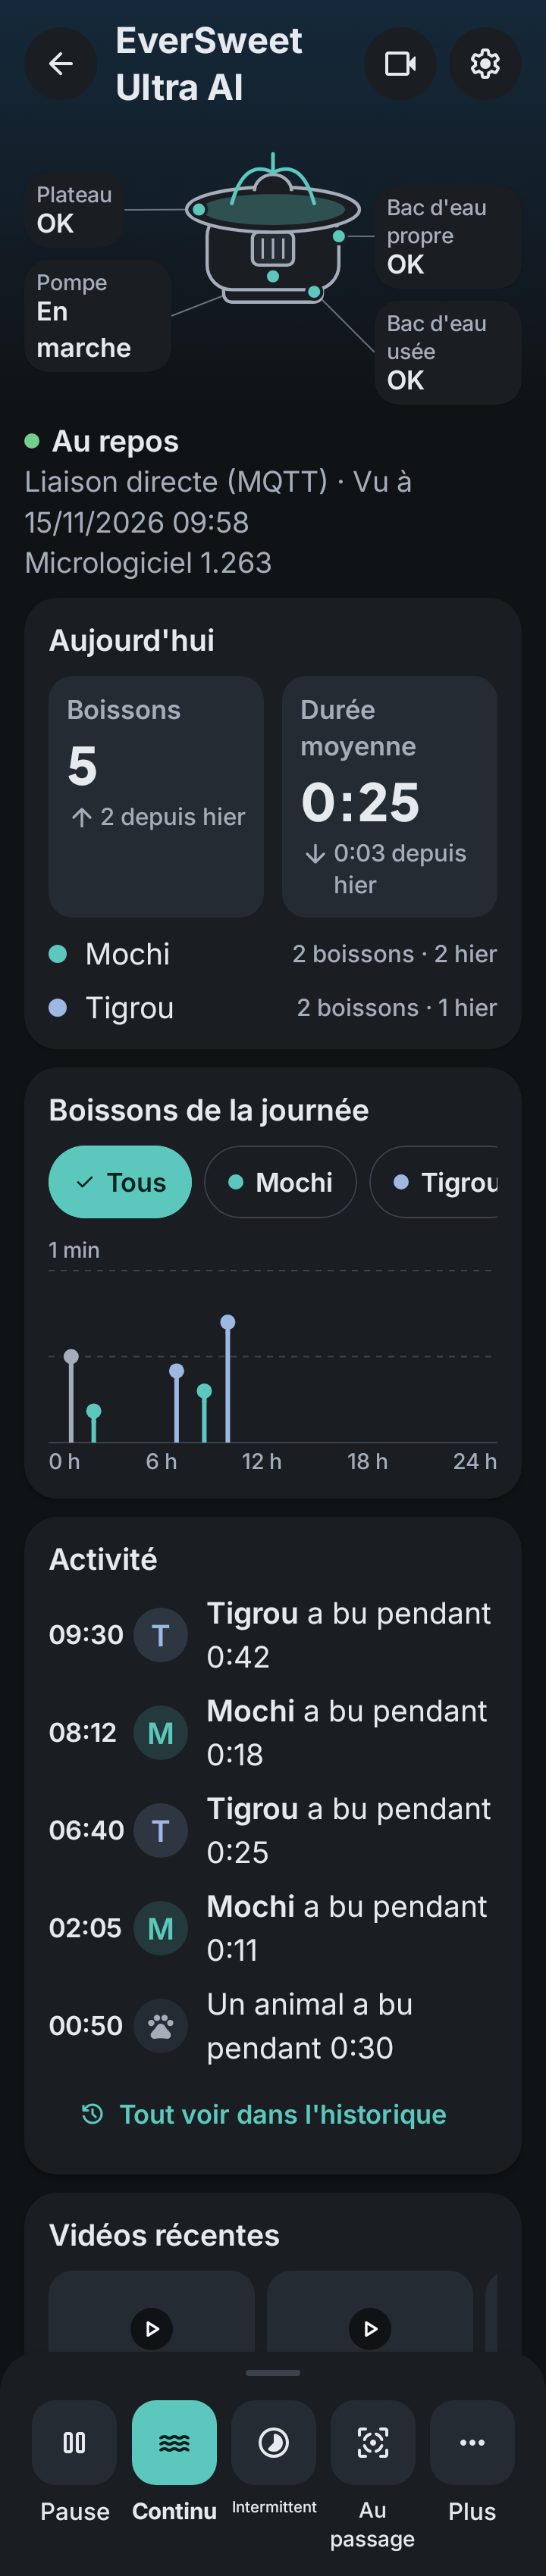 EverSweet
Ultra AI
Plateau
OK
Bac d'eau
propre
OK
Pompe
En
marche
Bac d'eau
usée
OK
Au repos
Liaison directe (MQTT) · Vu à
15/11/2026 09:58
Micrologiciel 1.263
Aujourd'hui
Boissons
5
↑ 2 depuis hier
Durée
moyenne
0:25
↓ 0:03 depuis
hier
Mochi 2 boissons · 2 hier
Tigrou 2 boissons · 1 hier
Boissons de la journée
Tous Mochi Tigrou
1 min
0 h 6 h 12 h 18 h 24 h
Activité
09:30 T Tigrou a bu pendant
0:42
08:12 M Mochi a bu pendant
0:18
06:40 T Tigrou a bu pendant
0:25
02:05 M Mochi a bu pendant
0:11
00:50 Un animal a bu
pendant 0:30
Tout voir dans l'historique
Vidéos récentes
Pause Continu Intermittent Au
passage Plus